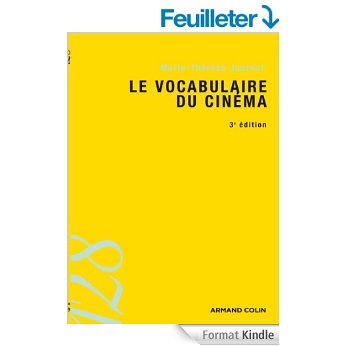 Feuilleter
Marie-Thérèse Journot
LE VOCABULAIRE
DU CINÉMA
3e édition
128
ARMAND COLIN
Format Kindle